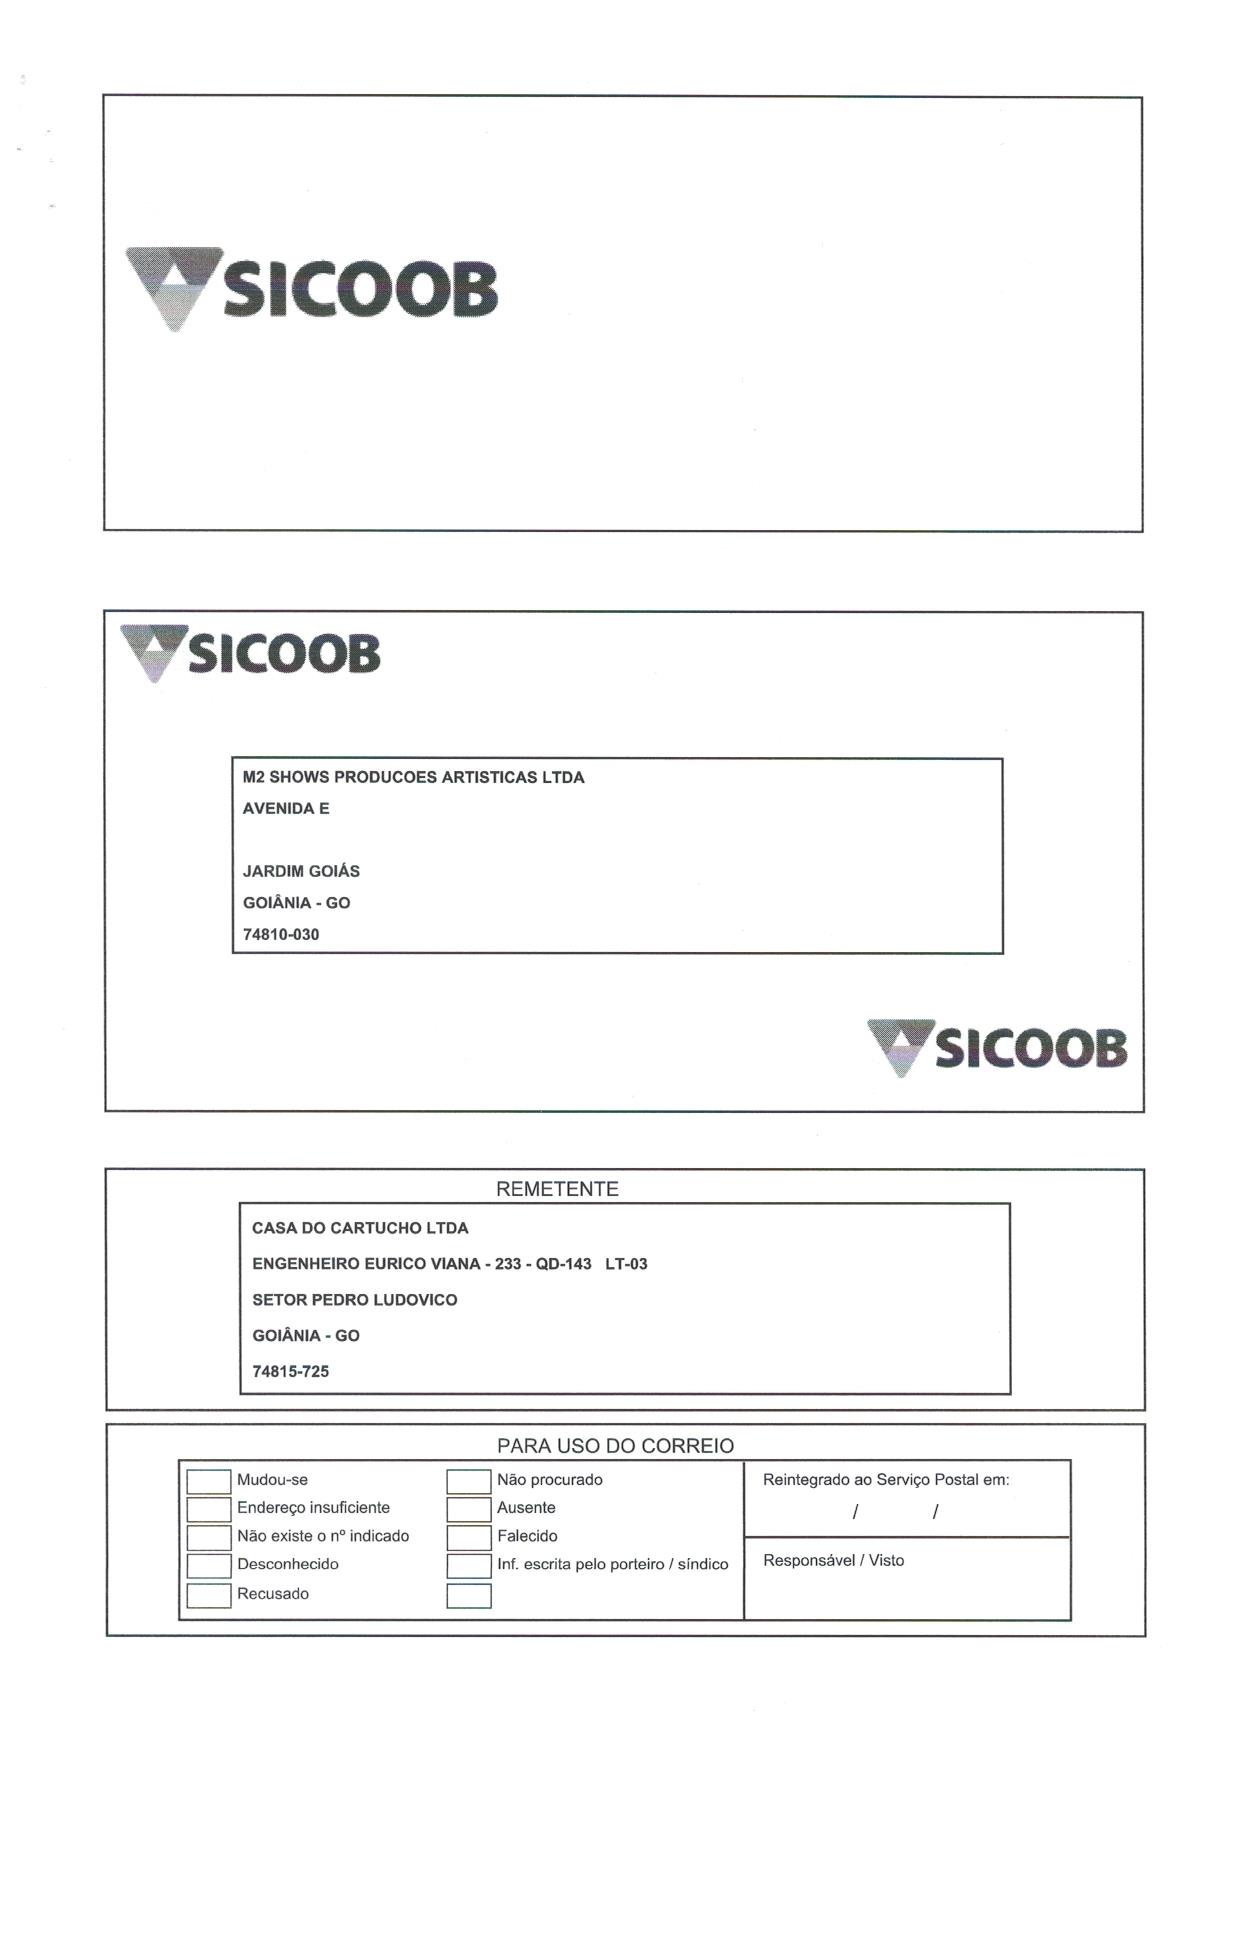 SICOOB
SICOOB
M2 SHOWS PRODUCOES ARTISTICAS LTDA
AVENIDA E
JARDIM GOIÁS
GOIÂNIA - GO
74810-030
SICOOB
REMETENTE
CASA DO CARTUCHO LTDA
ENGENHEIRO EURICO VIANA - 233 - QD-143 LT-03
SETOR PEDRO LUDOVICO
GOIÂNIA - GO
74815-725
PARA USO DO CORREIO
Mudou-se
Endereço insuficiente
Não existe o nº indicado
Desconhecido
Recusado
Não procurado
Ausente
Falecido
Inf. escrita pelo porteiro / síndico
Reintegrado ao Serviço Postal em:
/ /
Responsável / Visto